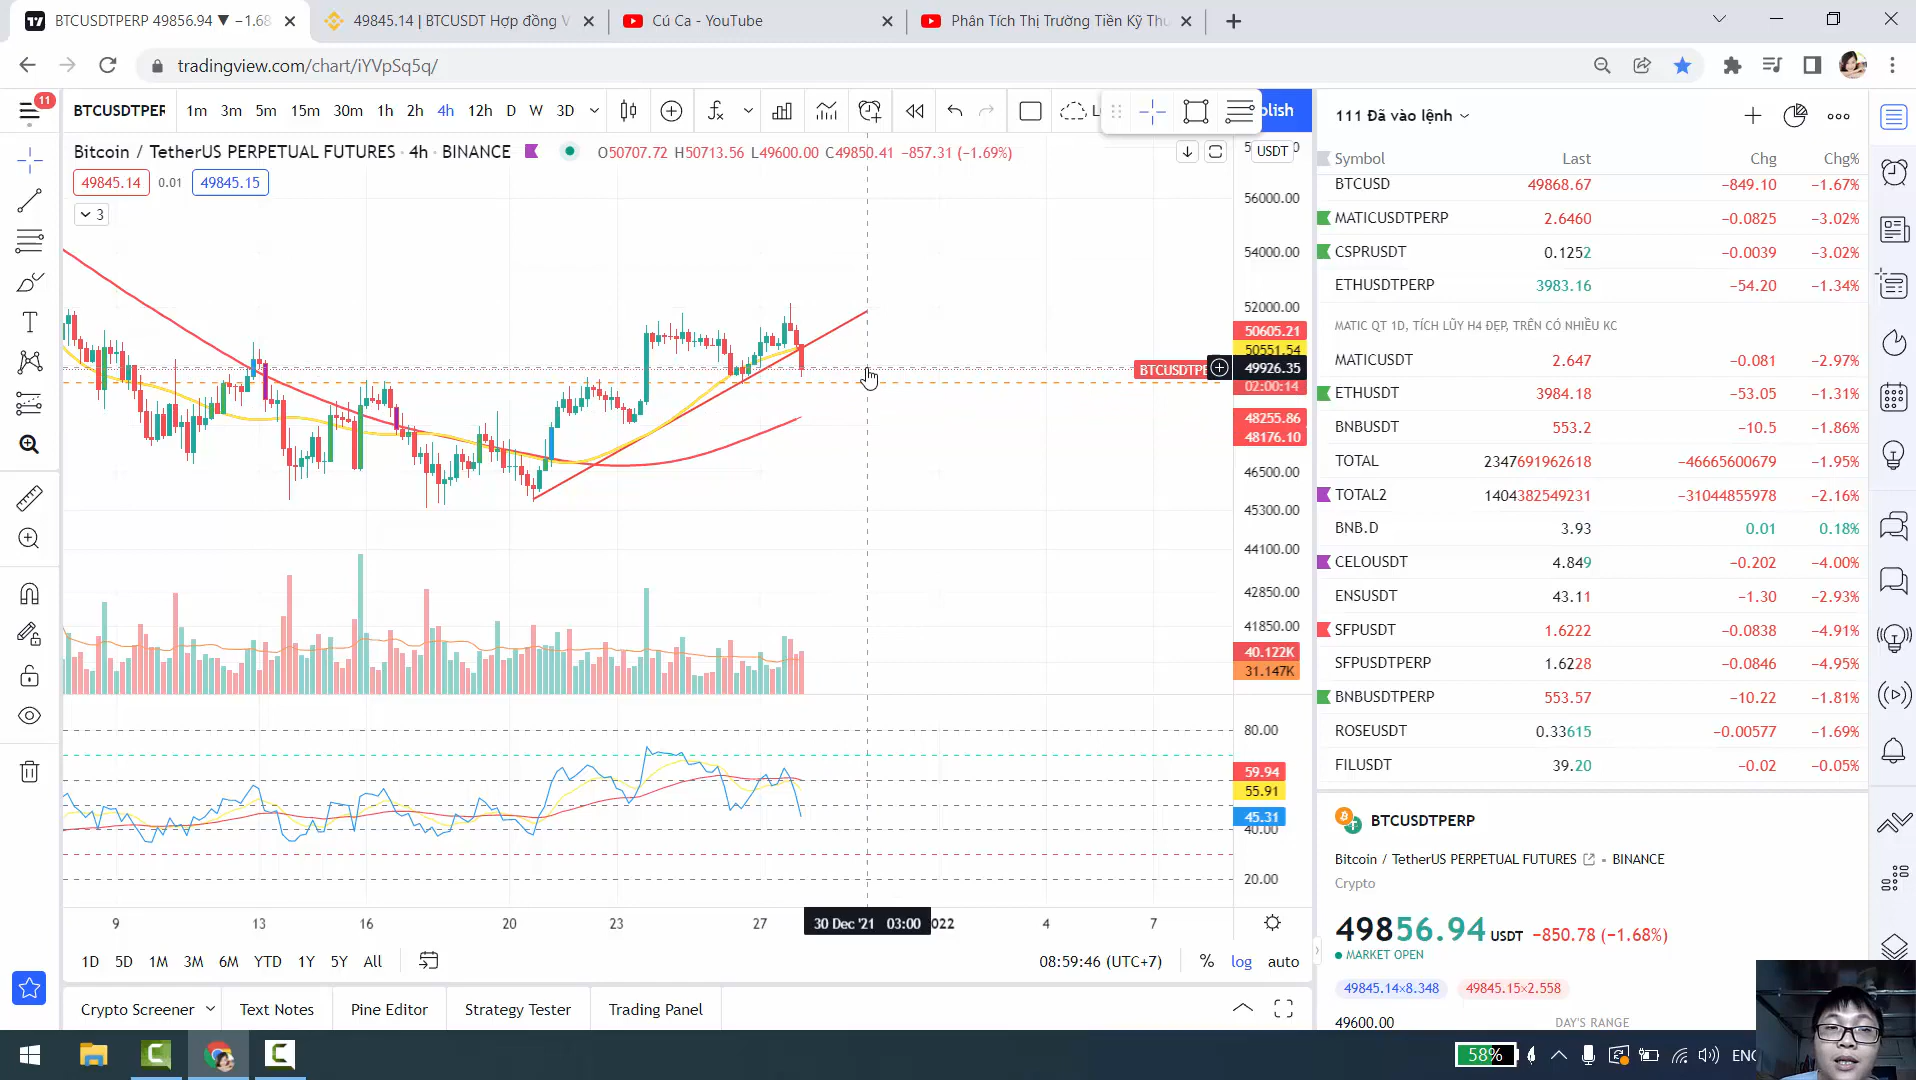 BTCUSDTPERP 49856.94 ▼ −1.68
49845.14 | BTCUSDT Hợp đồng V
Cú Ca - YouTube
Phân Tích Thị Trường Tiền Kỹ Thu
tradingview.com/chart/iYVpSq5q/
11
BTCUSDTPER 1m 3m 5m 15m 30m 1h 2h 4h 12h D W 3D
blish
Bitcoin / TetherUS PERPETUAL FUTURES · 4h · BINANCE
O50707.72 H50713.56 L49600.00 C49850.41 −857.31 (−1.69%)
USDT
49845.14 0.01 49845.15
3
56000.00
54000.00
52000.00
50605.21
50551.54
BTCUSDTPE
49926.35
02:00:14
48255.86
48176.10
46500.00
45300.00
44100.00
42850.00
41850.00
40.122K
31.147K
80.00
59.94
55.91
45.31
40.00
20.00
9 13 16 20 23 27 30 Dec '21 03:00 022 4 7
1D 5D 1M 3M 6M YTD 1Y 5Y All
08:59:46 (UTC+7) % log auto
Crypto Screener Text Notes Pine Editor Strategy Tester Trading Panel
111 Đã vào lệnh
Symbol Last Chg Chg%
BTCUSD 49868.67 −849.10 −1.67%
MATICUSDTPERP 2.6460 −0.0825 −3.02%
CSPRUSDT 0.1252 −0.0039 −3.02%
ETHUSDTPERP 3983.16 −54.20 −1.34%
MATIC QT 1D, TÍCH LŨY H4 ĐẸP, TRÊN CÓ NHIỀU KC
MATICUSDT 2.647 −0.081 −2.97%
ETHUSDT 3984.18 −53.05 −1.31%
BNBUSDT 553.2 −10.5 −1.86%
TOTAL 2347691962618 −46665600679 −1.95%
TOTAL2 1404382549231 −31044855978 −2.16%
BNB.D 3.93 0.01 0.18%
CELOUSDT 4.849 −0.202 −4.00%
ENSUSDT 43.11 −1.30 −2.93%
SFPUSDT 1.6222 −0.0838 −4.91%
SFPUSDTPERP 1.6228 −0.0846 −4.95%
BNBUSDTPERP 553.57 −10.22 −1.81%
ROSEUSDT 0.33615 −0.00577 −1.69%
FILUSDT 39.20 −0.02 −0.05%
BTCUSDTPERP
Bitcoin / TetherUS PERPETUAL FUTURES • BINANCE
Crypto
49856.94 USDT −850.78 (−1.68%)
MARKET OPEN
49845.14×8.348 49845.15×2.558
49600.00 DAY'S RANGE
58% ENG